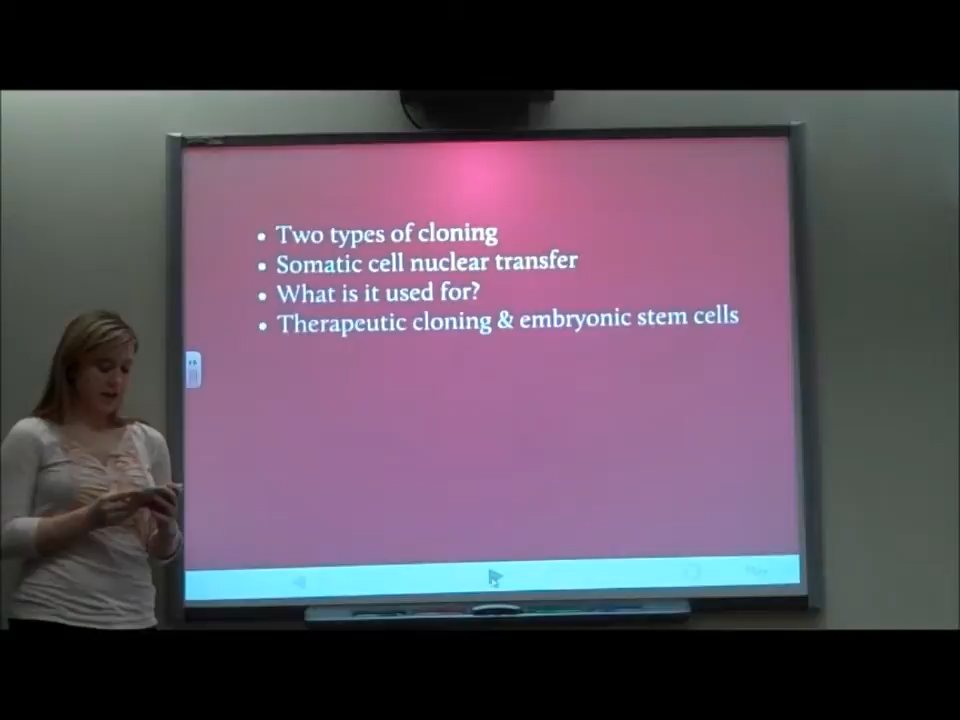 • Two types of cloning
• Somatic cell nuclear transfer
• What is it used for?
• Therapeutic cloning & embryonic stem cells